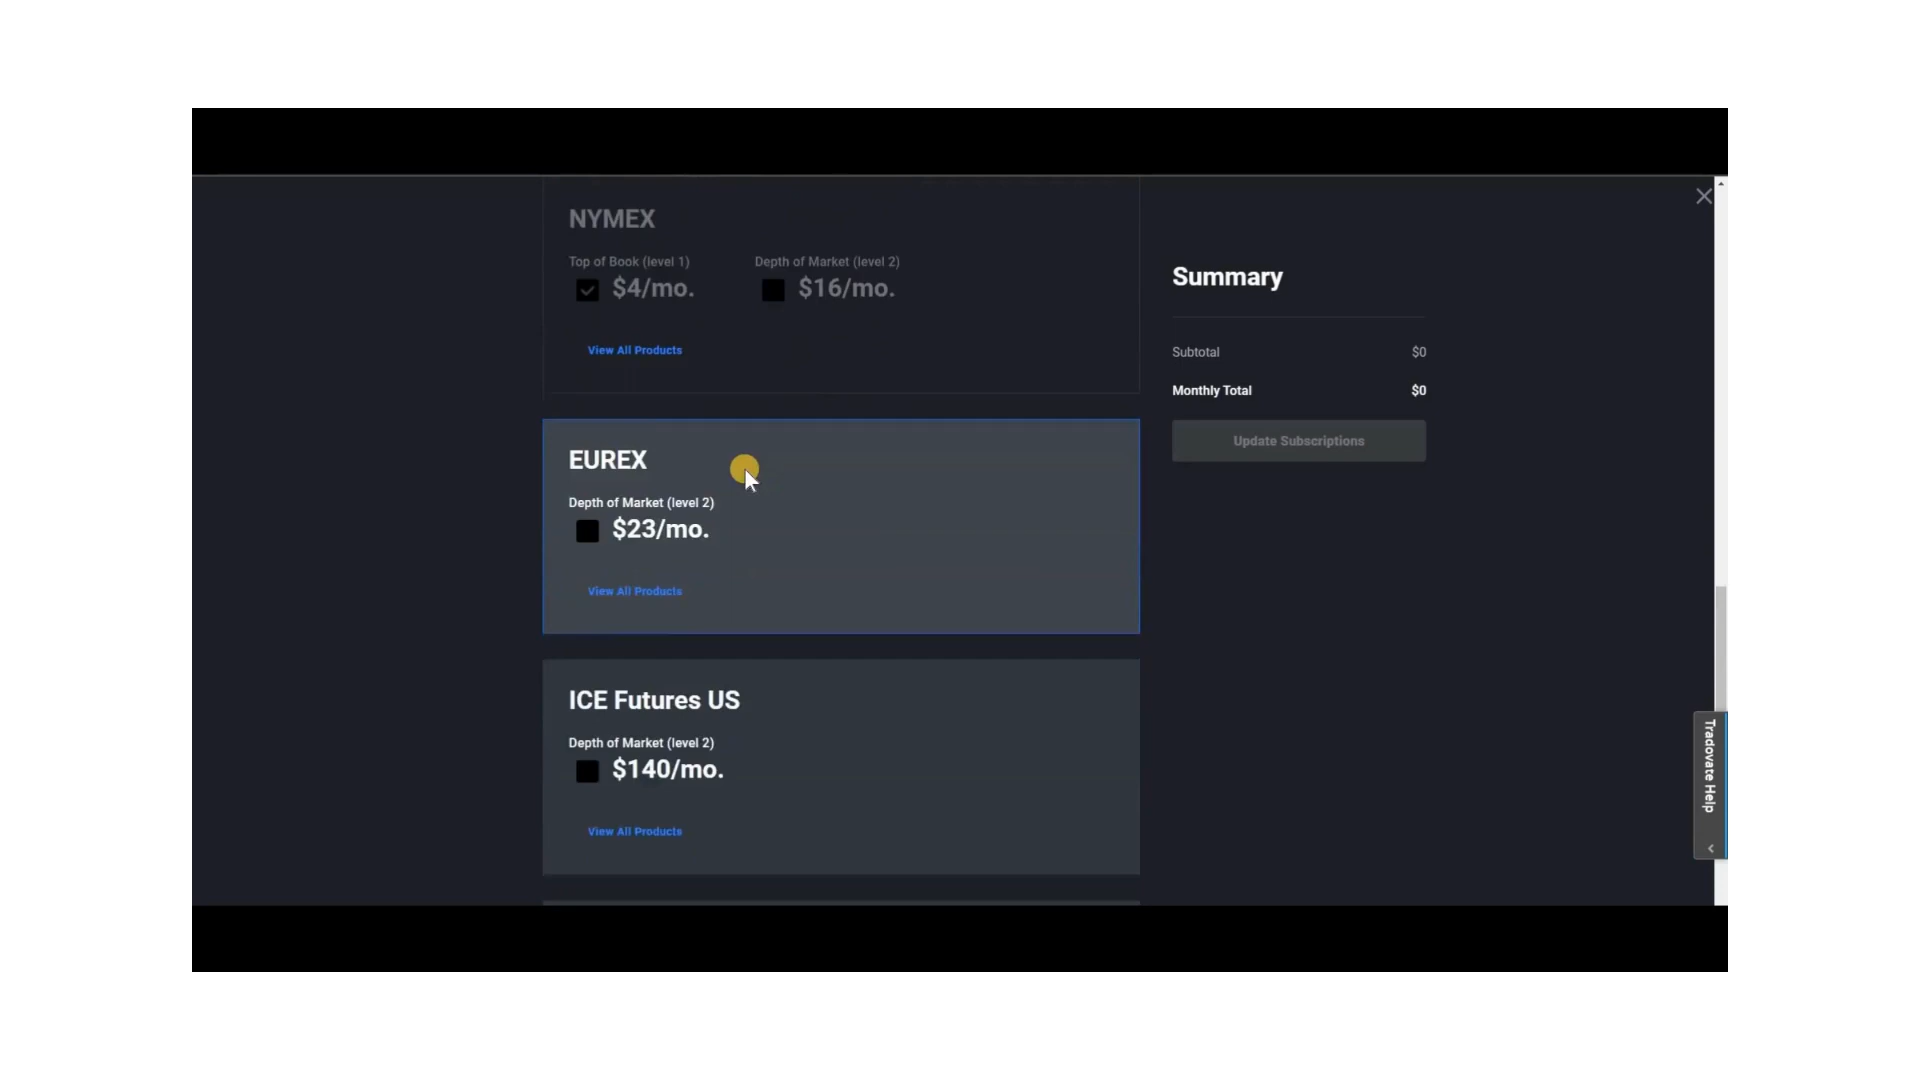 NYMEX
Top of Book (level 1) Depth of Market (level 2)
$4/mo. $16/mo.
View All Products
EUREX
Depth of Market (level 2)
$23/mo.
View All Products
ICE Futures US
Depth of Market (level 2)
$140/mo.
View All Products
Summary
Subtotal $0
Monthly Total $0
Update Subscriptions
Tradovate Help